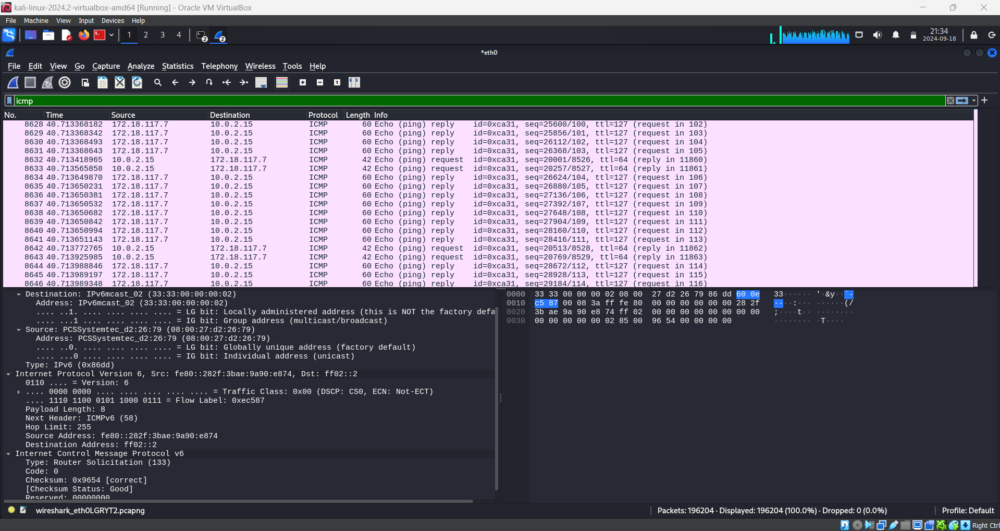 kali-linux-2024.2-virtualbox-amd64 [Running] - Oracle VM VirtualBox
File Machine View Input Devices Help
1 2 3 4 2 2 21:34
2024-09-18
*eth0
File Edit View Go Capture Analyze Statistics Telephony Wireless Tools Help
icmp
No. Time Source Destination Protocol Length Info
8628 40.713368182 172.18.117.7 10.0.2.15 ICMP 60 Echo (ping) reply id=0xca31, seq=25600/100, ttl=127 (request in 102)
8629 40.713368342 172.18.117.7 10.0.2.15 ICMP 60 Echo (ping) reply id=0xca31, seq=25856/101, ttl=127 (request in 103)
8630 40.713368493 172.18.117.7 10.0.2.15 ICMP 60 Echo (ping) reply id=0xca31, seq=26112/102, ttl=127 (request in 104)
8631 40.713368643 172.18.117.7 10.0.2.15 ICMP 60 Echo (ping) reply id=0xca31, seq=26368/103, ttl=127 (request in 105)
8632 40.713418965 10.0.2.15 172.18.117.7 ICMP 42 Echo (ping) request id=0xca31, seq=20001/8526, ttl=64 (reply in 11860)
8633 40.713565858 10.0.2.15 172.18.117.7 ICMP 42 Echo (ping) request id=0xca31, seq=20257/8527, ttl=64 (reply in 11861)
8634 40.713649870 172.18.117.7 10.0.2.15 ICMP 60 Echo (ping) reply id=0xca31, seq=26624/104, ttl=127 (request in 106)
8635 40.713650231 172.18.117.7 10.0.2.15 ICMP 60 Echo (ping) reply id=0xca31, seq=26880/105, ttl=127 (request in 107)
8636 40.713650381 172.18.117.7 10.0.2.15 ICMP 60 Echo (ping) reply id=0xca31, seq=27136/106, ttl=127 (request in 108)
8637 40.713650532 172.18.117.7 10.0.2.15 ICMP 60 Echo (ping) reply id=0xca31, seq=27392/107, ttl=127 (request in 109)
8638 40.713650682 172.18.117.7 10.0.2.15 ICMP 60 Echo (ping) reply id=0xca31, seq=27648/108, ttl=127 (request in 110)
8639 40.713650842 172.18.117.7 10.0.2.15 ICMP 60 Echo (ping) reply id=0xca31, seq=27904/109, ttl=127 (request in 111)
8640 40.713650994 172.18.117.7 10.0.2.15 ICMP 60 Echo (ping) reply id=0xca31, seq=28160/110, ttl=127 (request in 112)
8641 40.713651143 172.18.117.7 10.0.2.15 ICMP 60 Echo (ping) reply id=0xca31, seq=28416/111, ttl=127 (request in 113)
8642 40.713772765 10.0.2.15 172.18.117.7 ICMP 42 Echo (ping) request id=0xca31, seq=20513/8528, ttl=64 (reply in 11862)
8643 40.713925985 10.0.2.15 172.18.117.7 ICMP 42 Echo (ping) request id=0xca31, seq=20769/8529, ttl=64 (reply in 11863)
8644 40.713988846 172.18.117.7 10.0.2.15 ICMP 60 Echo (ping) reply id=0xca31, seq=28672/112, ttl=127 (request in 114)
8645 40.713989197 172.18.117.7 10.0.2.15 ICMP 60 Echo (ping) reply id=0xca31, seq=28928/113, ttl=127 (request in 115)
8646 40.713989348 172.18.117.7 10.0.2.15 ICMP 60 Echo (ping) reply id=0xca31, seq=29184/114, ttl=127 (request in 116)
Destination: IPv6mcast_02 (33:33:00:00:00:02)
Address: IPv6mcast_02 (33:33:00:00:00:02)
.... ..1. .... .... .... .... = LG bit: Locally administered address (this is NOT the factory defa
.... ...1 .... .... .... .... = IG bit: Group address (multicast/broadcast)
Source: PCSSystemtec_d2:26:79 (08:00:27:d2:26:79)
Address: PCSSystemtec_d2:26:79 (08:00:27:d2:26:79)
.... ..0. .... .... .... .... = LG bit: Globally unique address (factory default)
.... ...0 .... .... .... .... = IG bit: Individual address (unicast)
Type: IPv6 (0x86dd)
Internet Protocol Version 6, Src: fe80::282f:3bae:9a90:e874, Dst: ff02::2
0110 .... = Version: 6
.... 0000 0000 .... .... .... .... .... = Traffic Class: 0x00 (DSCP: CS0, ECN: Not-ECT)
.... 1110 1100 0101 1000 0111 = Flow Label: 0xec587
Payload Length: 8
Next Header: ICMPv6 (58)
Hop Limit: 255
Source Address: fe80::282f:3bae:9a90:e874
Destination Address: ff02::2
Internet Control Message Protocol v6
Type: Router Solicitation (133)
Code: 0
Checksum: 0x9654 [correct]
[Checksum Status: Good]
Reserved: 00000000
0000 33 33 00 00 00 02 08 00 27 d2 26 79 86 dd 60 0e 33······ '·&y··`·
0010 c5 87 00 08 3a ff fe 80 00 00 00 00 00 00 28 2f ····:··· ······(/
0020 3b ae 9a 90 e8 74 ff 02 00 00 00 00 00 00 00 00 ;····t·· ········
0030 00 00 00 00 00 02 85 00 96 54 00 00 00 00 ········ ·T····
wireshark_eth0LGRYT2.pcapng
Packets: 196204 · Displayed: 196204 (100.0%) · Dropped: 0 (0.0%)
Profile: Default
Right Ctrl